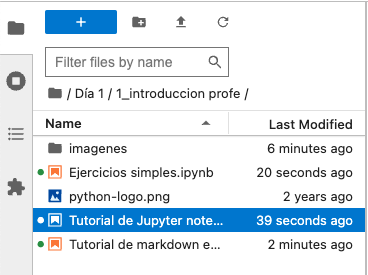 Filter files by name
/ Día 1 / 1_introduccion profe /
Name Last Modified
imagenes 6 minutes ago
Ejercicios simples.ipynb 20 seconds ago
python-logo.png 2 years ago
Tutorial de Jupyter note... 39 seconds ago
Tutorial de markdown e... 2 minutes ago